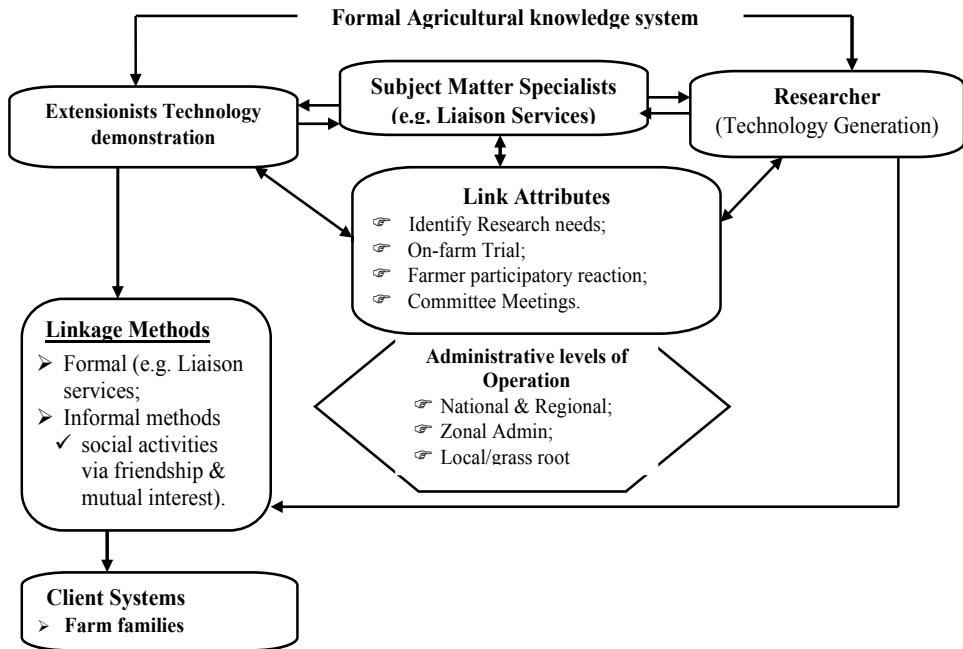 Formal Agricultural knowledge system
Extensionists Technology
demonstration
Subject Matter Specialists
(e.g. Liaison Services)
Researcher
(Technology Generation)
Link Attributes
☞ Identify Research needs;
☞ On-farm Trial;
☞ Farmer participatory reaction;
☞ Committee Meetings.
Linkage Methods
➢ Formal (e.g. Liaison
services;
➢ Informal methods
✓ social activities
via friendship &
mutual interest).
Administrative levels of
Operation
☞ National & Regional;
☞ Zonal Admin;
☞ Local/grass root
Client Systems
➢ Farm families